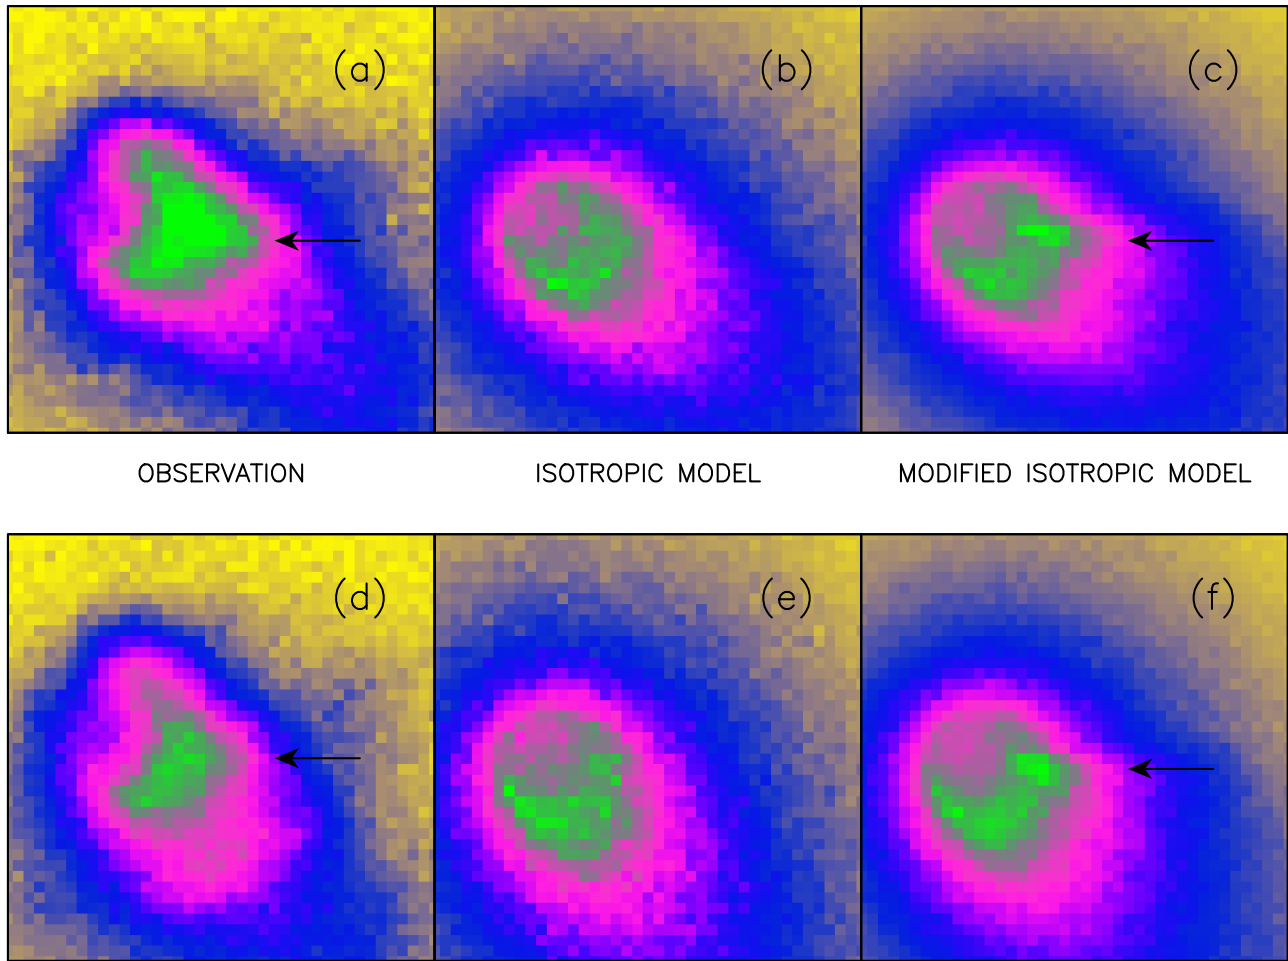 (a) (b) (c)
OBSERVATION ISOTROPIC MODEL MODIFIED ISOTROPIC MODEL
(d) (e) (f)